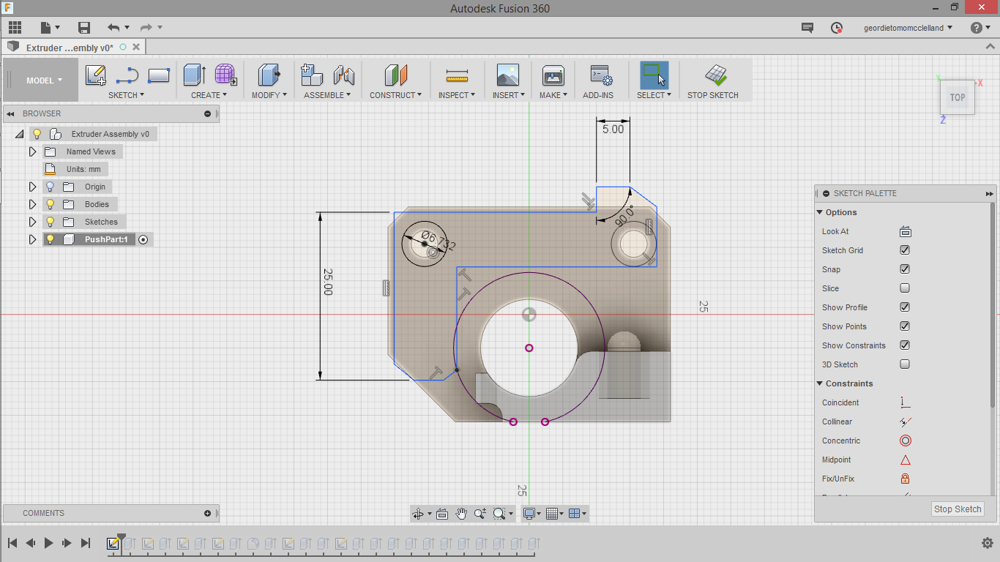 F
Autodesk Fusion 360
geordietomomcclelland
?
Extruder ...embly v0*
MODEL
SKETCH
CREATE
MODIFY
ASSEMBLE
CONSTRUCT
INSPECT
INSERT
MAKE
ADD-INS
SELECT
STOP SKETCH
BROWSER
Extruder Assembly v0
Named Views
Units: mm
Origin
Bodies
Sketches
PushPart:1
5.00
90.0°
Ø6.732
25.00
25
25
Y
-X
TOP
Z
SKETCH PALETTE
Options
Look At
Sketch Grid
Snap
Slice
Show Profile
Show Points
Show Constraints
3D Sketch
Constraints
Coincident
Collinear
Concentric
Midpoint
Fix/UnFix
Stop Sketch
COMMENTS